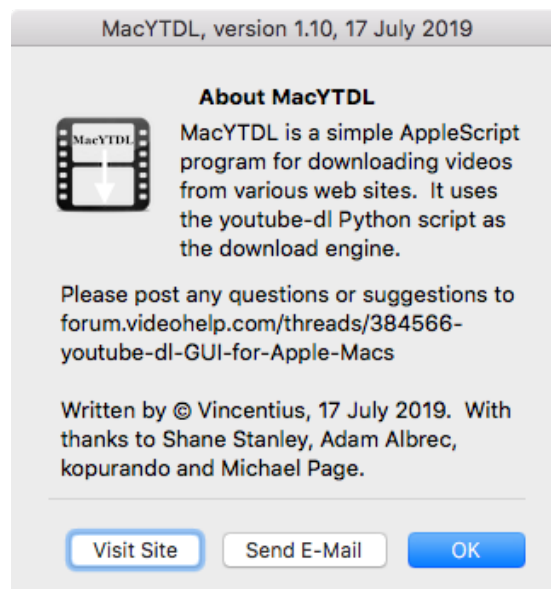 MacYTDL, version 1.10, 17 July 2019
About MacYTDL
MacYTDL
MacYTDL is a simple AppleScript
program for downloading videos
from various web sites.  It uses
the youtube-dl Python script as
the download engine.
Please post any questions or suggestions to
forum.videohelp.com/threads/384566-
youtube-dl-GUI-for-Apple-Macs
Written by © Vincentius, 17 July 2019.  With
thanks to Shane Stanley, Adam Albrec,
kopurando and Michael Page.
Visit Site
Send E-Mail
OK